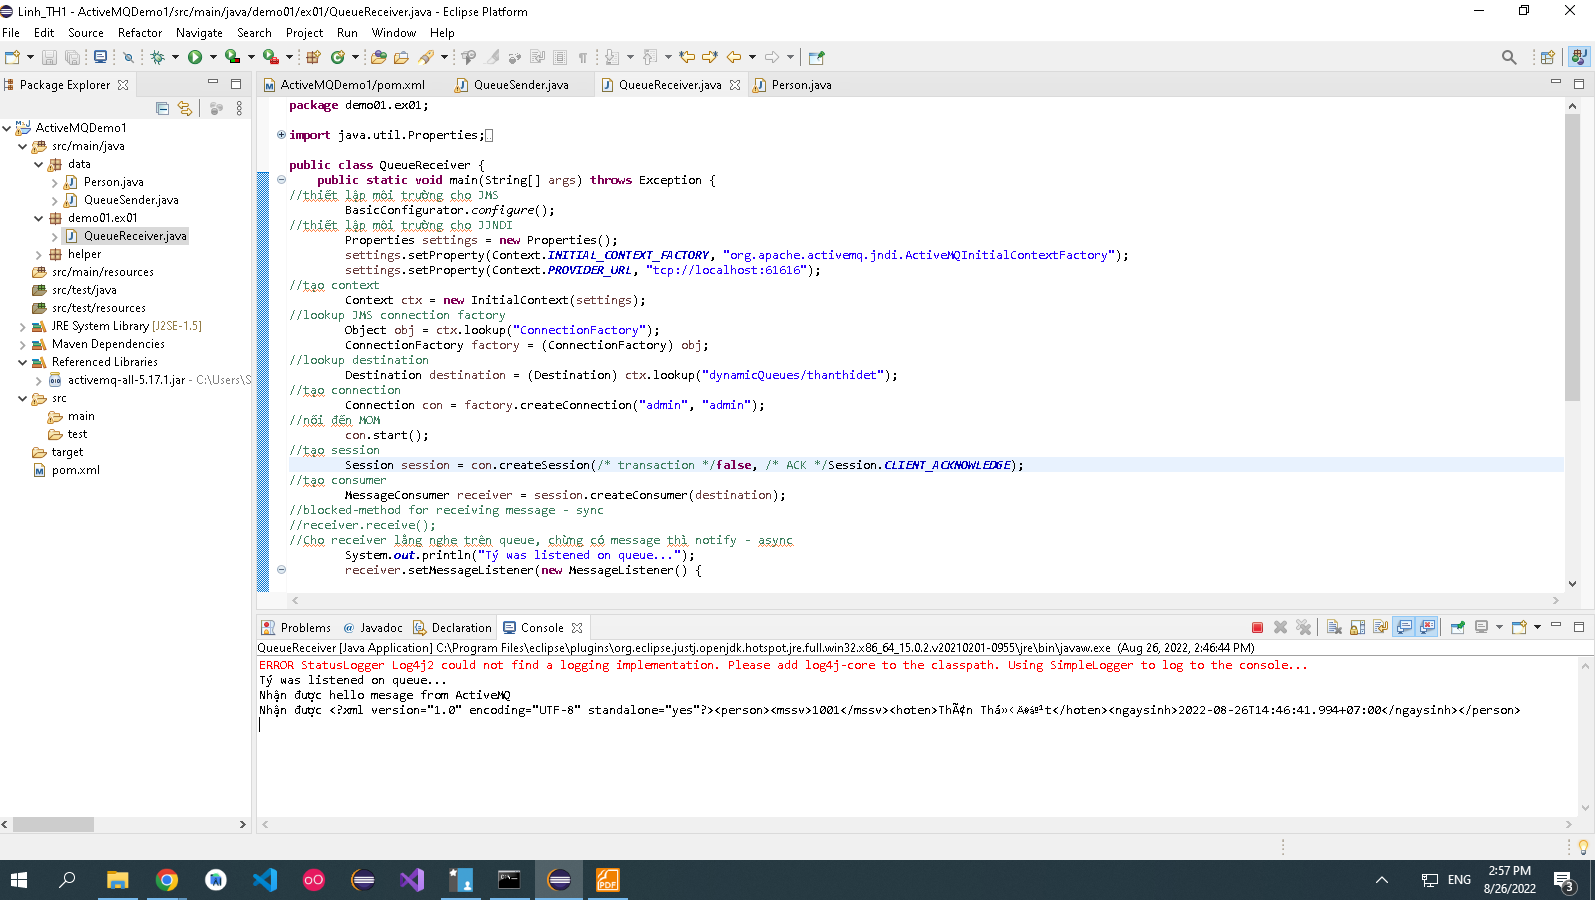 Linh_TH1 - ActiveMQDemo1/src/main/java/demo01/ex01/QueueReceiver.java - Eclipse Platform
File Edit Source Refactor Navigate Search Project Run Window Help
Package Explorer
ActiveMQDemo1/pom.xml QueueSender.java QueueReceiver.java Person.java
ActiveMQDemo1
src/main/java
data
Person.java
QueueSender.java
demo01.ex01
QueueReceiver.java
helper
src/main/resources
src/test/java
src/test/resources
JRE System Library [J2SE-1.5]
Maven Dependencies
Referenced Libraries
activemq-all-5.17.1.jar - C:\Users\S
src
main
test
target
pom.xml
package demo01.ex01;
import java.util.Properties;
public class QueueReceiver {
public static void main(String[] args) throws Exception {
//thiết lập môi trường cho JMS
BasicConfigurator.configure();
//thiết lập môi trường cho JJNDI
Properties settings = new Properties();
settings.setProperty(Context.INITIAL_CONTEXT_FACTORY, "org.apache.activemq.jndi.ActiveMQInitialContextFactory");
settings.setProperty(Context.PROVIDER_URL, "tcp://localhost:61616");
//tạo context
Context ctx = new InitialContext(settings);
//lookup JMS connection factory
Object obj = ctx.lookup("ConnectionFactory");
ConnectionFactory factory = (ConnectionFactory) obj;
//lookup destination
Destination destination = (Destination) ctx.lookup("dynamicQueues/thanthidet");
//tạo connection
Connection con = factory.createConnection("admin", "admin");
//nối đến MOM
con.start();
//tạo session
Session session = con.createSession(/* transaction */false, /* ACK */Session.CLIENT_ACKNOWLEDGE);
//tạo consumer
MessageConsumer receiver = session.createConsumer(destination);
//blocked-method for receiving message - sync
//receiver.receive();
//Cho receiver lắng nghe trên queue, chừng có message thì notify - async
System.out.println("Tý was listened on queue...");
receiver.setMessageListener(new MessageListener() {
Problems Javadoc Declaration Console
QueueReceiver [Java Application] C:\Program Files\eclipse\plugins\org.eclipse.justj.openjdk.hotspot.jre.full.win32.x86_64_15.0.2.v20210201-0955\jre\bin\javaw.exe (Aug 26, 2022, 2:46:44 PM)
ERROR StatusLogger Log4j2 could not find a logging implementation. Please add log4j-core to the classpath. Using SimpleLogger to log to the console...
Tý was listened on queue...
Nhận được hello mesage from ActiveMQ
Nhận được <?xml version="1.0" encoding="UTF-8" standalone="yes"?><person><mssv>1001</mssv><hoten>ThÃ¢n </hoten><ngaysinh>2022-08-26T14:46:41.994+07:00</ngaysinh></person>
ENG
2:57 PM
8/26/2022
3